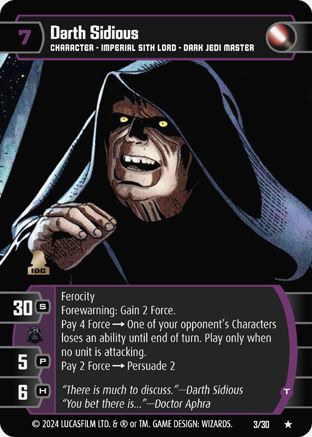 7
Darth Sidious
CHARACTER - IMPERIAL SITH LORD - DARK JEDI MASTER
IDC
30 S
5 P
6 H
Ferocity
Forewarning: Gain 2 Force.
Pay 4 Force → One of your opponent's Characters
loses an ability until end of turn. Play only when
no unit is attacking.
Pay 2 Force → Persuade 2
"There is much to discuss."—Darth Sidious
"You bet there is..."—Doctor Aphra
T
© 2024 LUCASFILM LTD. & ® or TM. GAME DESIGN: WIZARDS.
3/30 ★